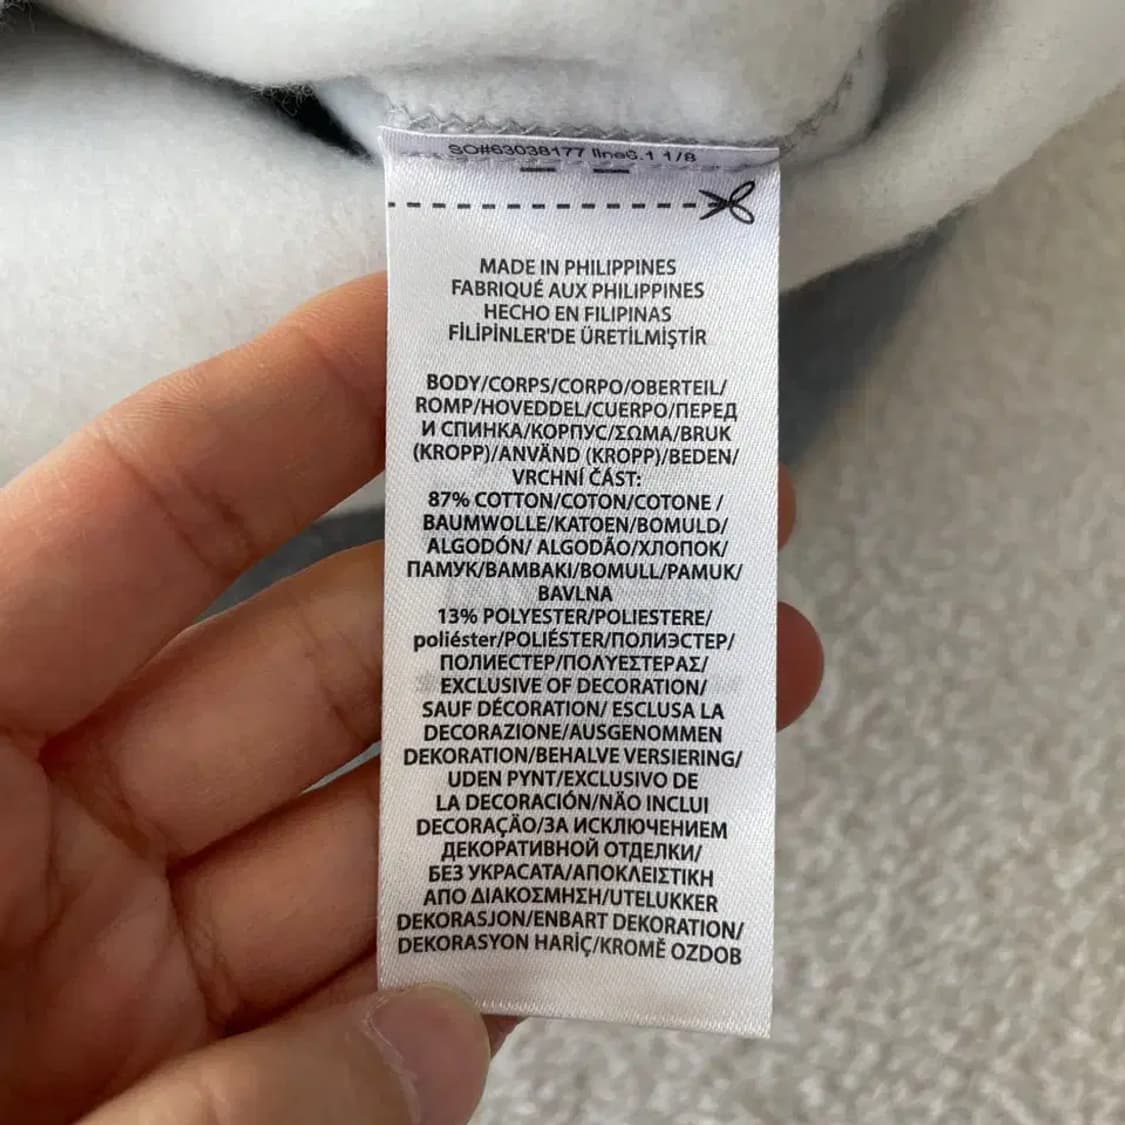 SO#63038177 line6.1 1/8
MADE IN PHILIPPINES
FABRIQUÉ AUX PHILIPPINES
HECHO EN FILIPINAS
FİLİPİNLER'DE ÜRETİLMİŞTİR
BODY/CORPS/CORPO/OBERTEIL/
ROMP/HOVEDDEL/CUERPO/ПЕРЕД
И СПИНКА/КОРПУС/ΣΩΜΑ/BRUK
(KROPP)/ANVÄND (KROPP)/BEDEN/
VRCHNÍ ČÁST:
87% COTTON/COTON/COTONE /
BAUMWOLLE/KATOEN/BOMULD/
ALGODÓN/ ALGODÃO/ХЛОПОК/
ПАМУК/BAMBAKI/BOMULL/PAMUK/
BAVLNA
13% POLYESTER/POLIESTERE/
poliéster/POLIÉSTER/ПОЛИЭСТЕР/
ПОЛИЕСТЕР/ΠΟΛΥΕΣΤΕΡΑΣ/
EXCLUSIVE OF DECORATION/
SAUF DÉCORATION/ ESCLUSA LA
DECORAZIONE/AUSGENOMMEN
DEKORATION/BEHALVE VERSIERING/
UDEN PYNT/EXCLUSIVO DE
LA DECORACIÓN/NÃO INCLUI
DECORAÇÃO/ЗА ИСКЛЮЧЕНИЕМ
ДЕКОРАТИВНОЙ ОТДЕЛКИ/
БЕЗ УКРАСАТА/ΑΠΟΚΛΕΙΣΤΙΚΗ
ΑΠΟ ΔΙΑΚΟΣΜΗΣΗ/UTELUKKER
DEKORASJON/ENBART DEKORATION/
DEKORASYON HARİÇ/KROMĚ OZDOB